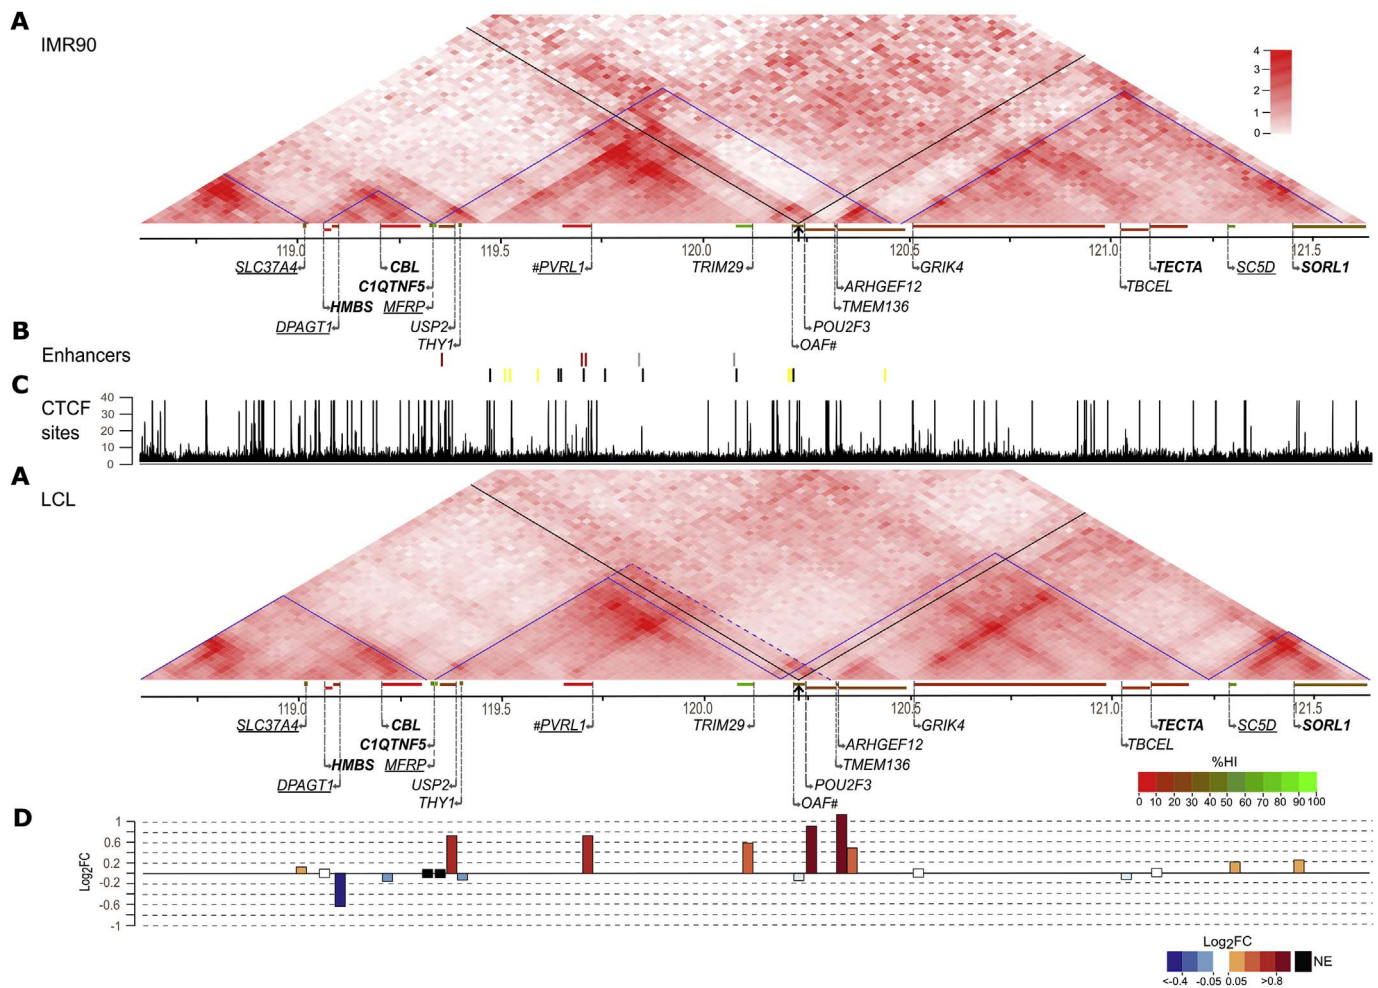 A
IMR90
4
3
2
1
0
119.0
119.5
120.0
120.5
121.0
121.5
SLC37A4
CBL
#PVRL1
TRIM29
GRIK4
TECTA
SC5D
SORL1
C1QTNF5
ARHGEF12
TBCEL
HMBS
MFRP
TMEM136
DPAGT1
USP2
POU2F3
THY1
OAF#
B
Enhancers
C
CTCF
sites
40
30
20
10
0
A
LCL
119.0
119.5
120.0
120.5
121.0
121.5
SLC37A4
CBL
#PVRL1
TRIM29
GRIK4
TECTA
SC5D
SORL1
C1QTNF5
ARHGEF12
TBCEL
HMBS
MFRP
TMEM136
DPAGT1
USP2
POU2F3
THY1
OAF#
%HI
0 10 20 30 40 50 60 70 80 90 100
D
Log2FC
1
0.6
0.2
-0.2
-0.6
-1
Log2FC
NE
<-0.4 -0.05 0.05 >0.8